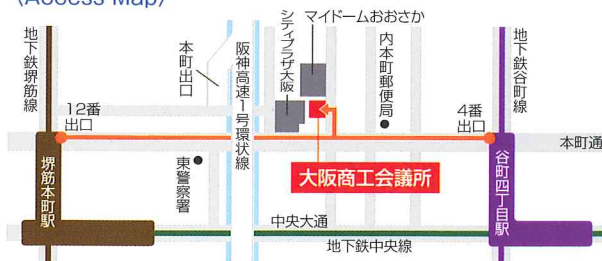 〈Access Map〉
地下鉄堺筋線
本町出口
阪神高速1号環状線
シティプラザ大阪
マイドームおおさか
内本町郵便局
地下鉄谷町線
12番
出口
4番
出口
本町通
堺筋本町駅
東警察署
大阪商工会議所
谷町四丁目駅
中央大通
地下鉄中央線